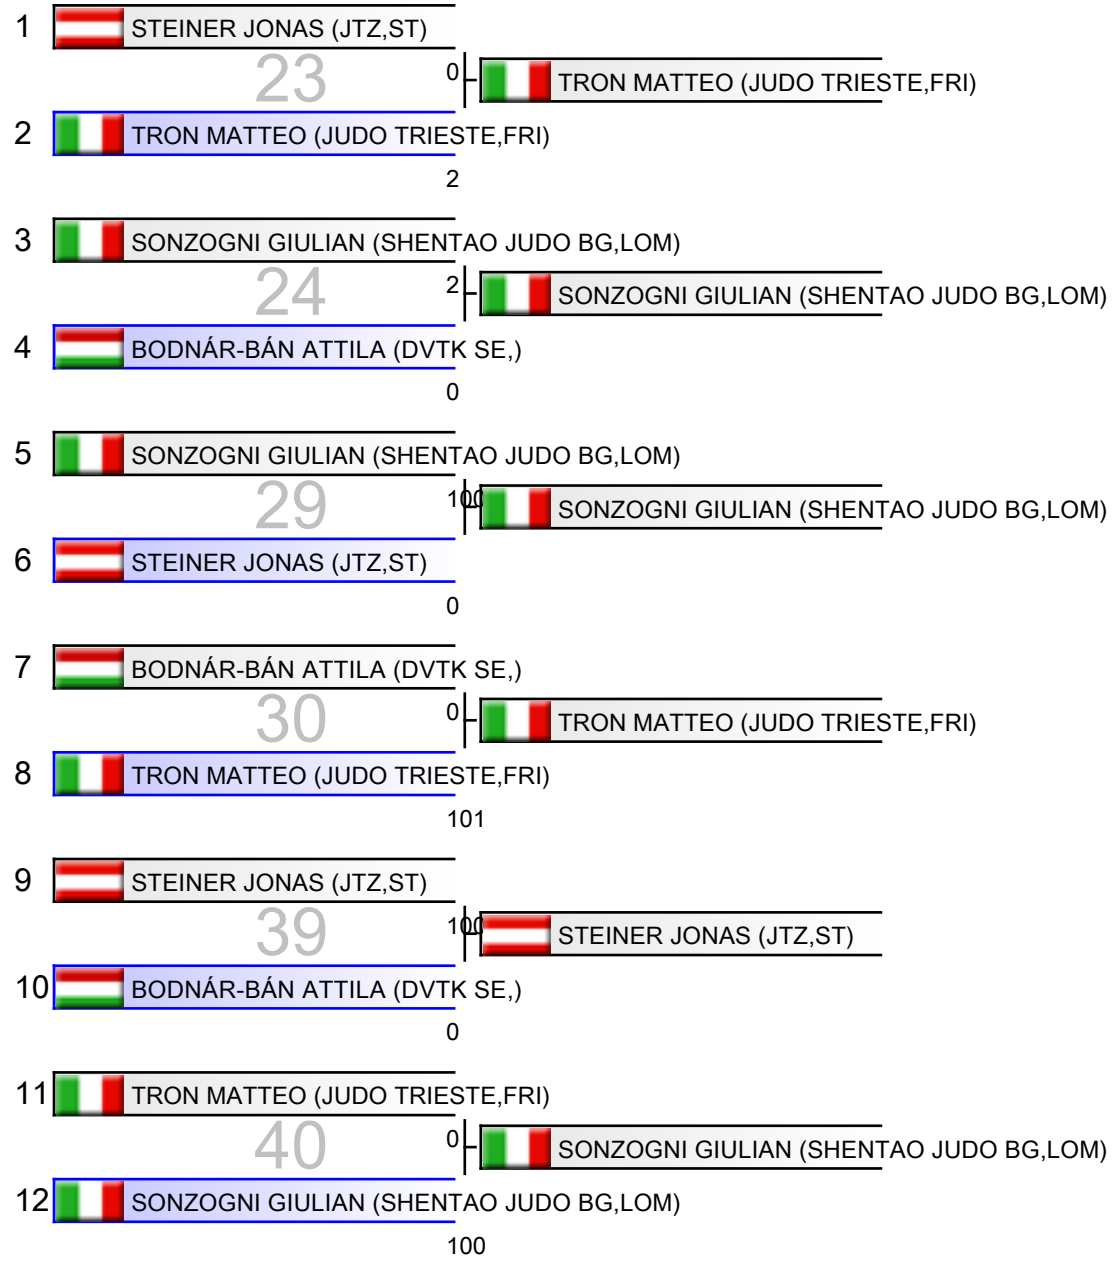 1 STEINER JONAS (JTZ,ST)
23
0
TRON MATTEO (JUDO TRIESTE,FRI)
2 TRON MATTEO (JUDO TRIESTE,FRI)
2
3 SONZOGNI GIULIAN (SHENTAO JUDO BG,LOM)
24
2
SONZOGNI GIULIAN (SHENTAO JUDO BG,LOM)
4 BODNÁR-BÁN ATTILA (DVTK SE,)
0
5 SONZOGNI GIULIAN (SHENTAO JUDO BG,LOM)
29
100
SONZOGNI GIULIAN (SHENTAO JUDO BG,LOM)
6 STEINER JONAS (JTZ,ST)
0
7 BODNÁR-BÁN ATTILA (DVTK SE,)
30
0
TRON MATTEO (JUDO TRIESTE,FRI)
8 TRON MATTEO (JUDO TRIESTE,FRI)
101
9 STEINER JONAS (JTZ,ST)
39
100
STEINER JONAS (JTZ,ST)
10 BODNÁR-BÁN ATTILA (DVTK SE,)
0
11 TRON MATTEO (JUDO TRIESTE,FRI)
40
0
SONZOGNI GIULIAN (SHENTAO JUDO BG,LOM)
12 SONZOGNI GIULIAN (SHENTAO JUDO BG,LOM)
100